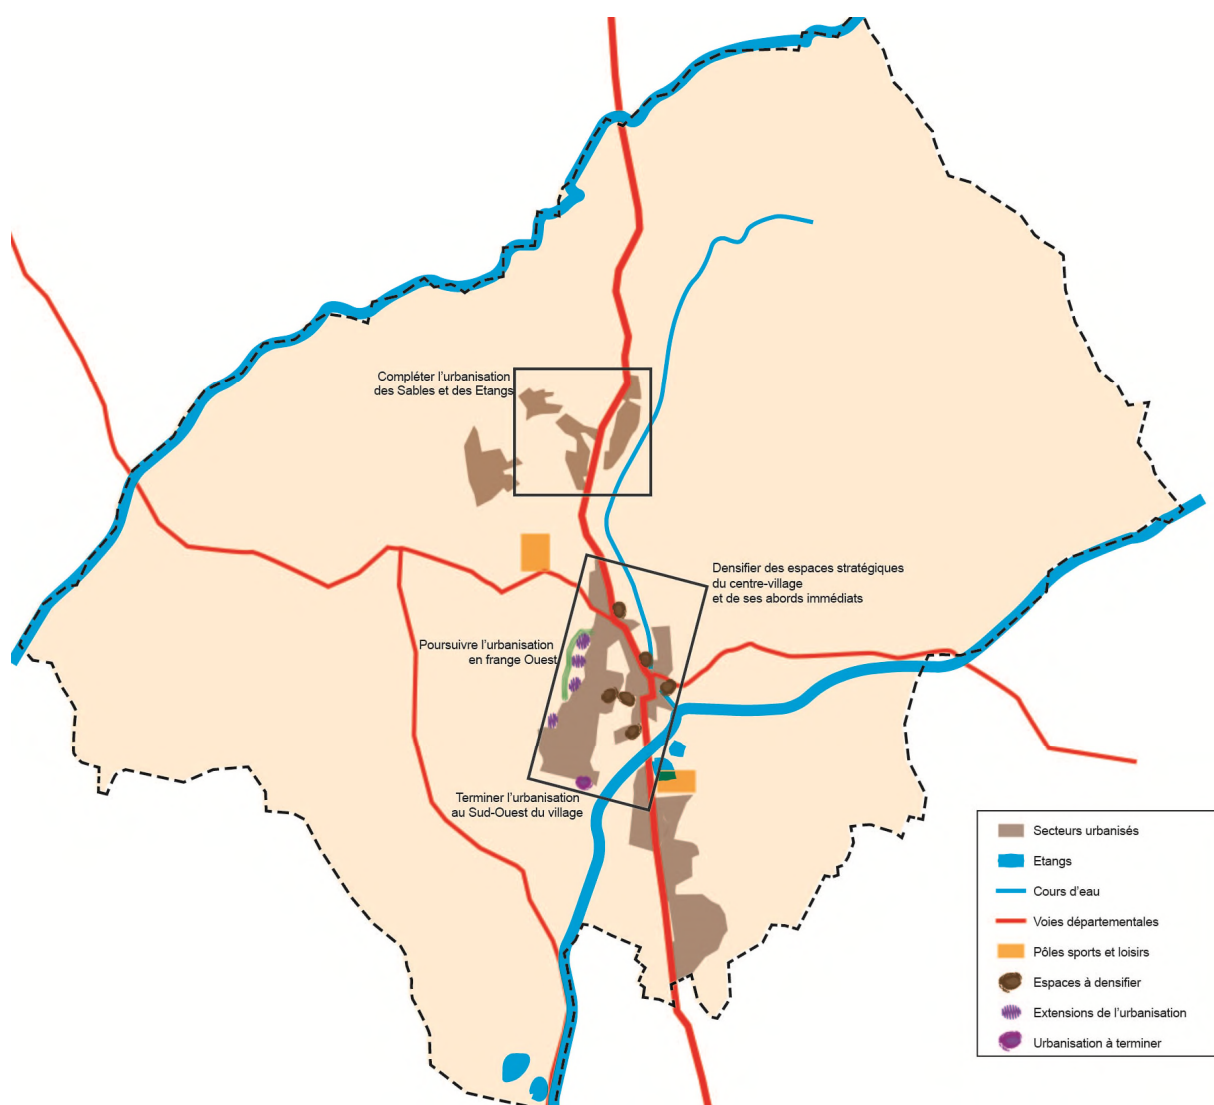 Compléter l'urbanisation
des Sables et des Etangs
Densifier des espaces stratégiques
du centre-village
et de ses abords immédiats
Poursuivre l'urbanisation
en frange Ouest
Terminer l'urbanisation
au Sud-Ouest du village
Secteurs urbanisés
Etangs
Cours d'eau
Voies départementales
Pôles sports et loisirs
Espaces à densifier
Extensions de l'urbanisation
Urbanisation à terminer